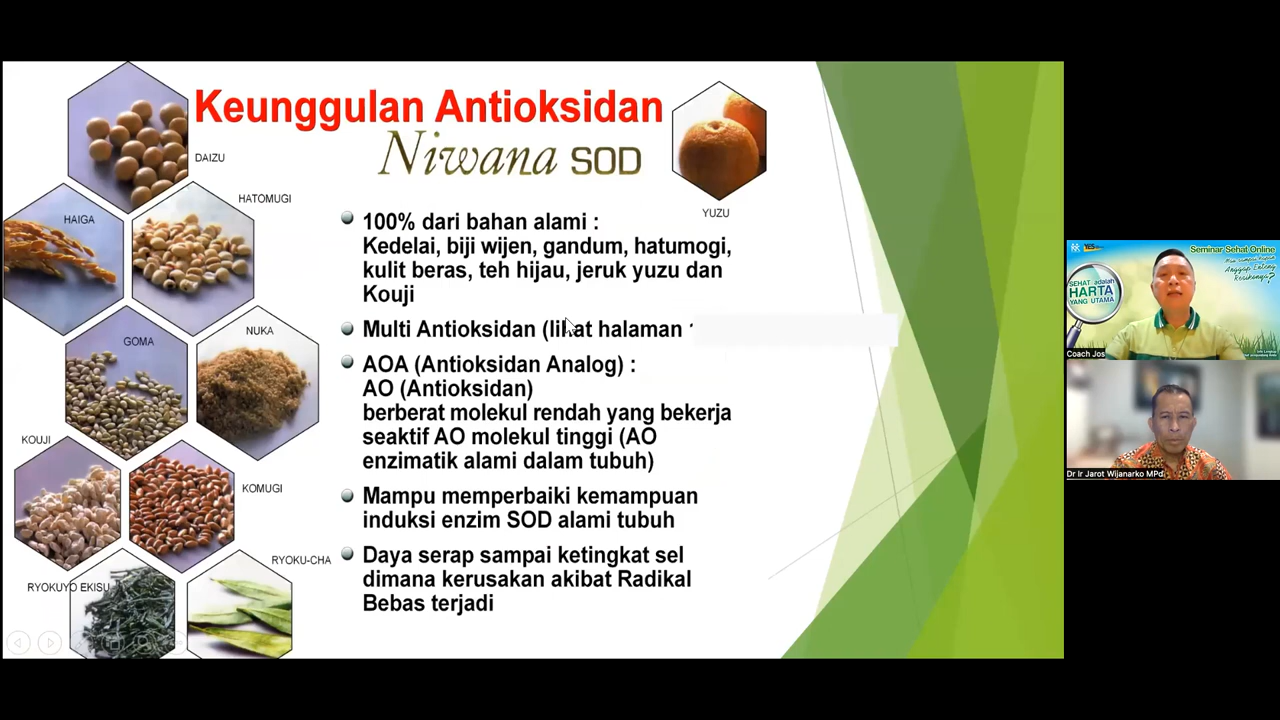 Keunggulan Antioksidan
Niwana SOD
DAIZU
HATOMUGI
HAIGA
YUZU
GOMA
NUKA
KOUJI
KOMUGI
RYOKU-CHA
RYOKUYO EKISU
100% dari bahan alami :
Kedelai, biji wijen, gandum, hatumogi,
kulit beras, teh hijau, jeruk yuzu dan
Kouji
Multi Antioksidan (lihat halaman
AOA (Antioksidan Analog) :
AO (Antioksidan)
berberat molekul rendah yang bekerja
seaktif AO molekul tinggi (AO
enzimatik alami dalam tubuh)
Mampu memperbaiki kemampuan
induksi enzim SOD alami tubuh
Daya serap sampai ketingkat sel
dimana kerusakan akibat Radikal
Bebas terjadi
YES
Seminar Sehat Online
Anggap Enteng
SEHAT adalah
HARTA
YANG UTAMA
Coach Jos
Dr Ir Jarot Wijanarko MPd